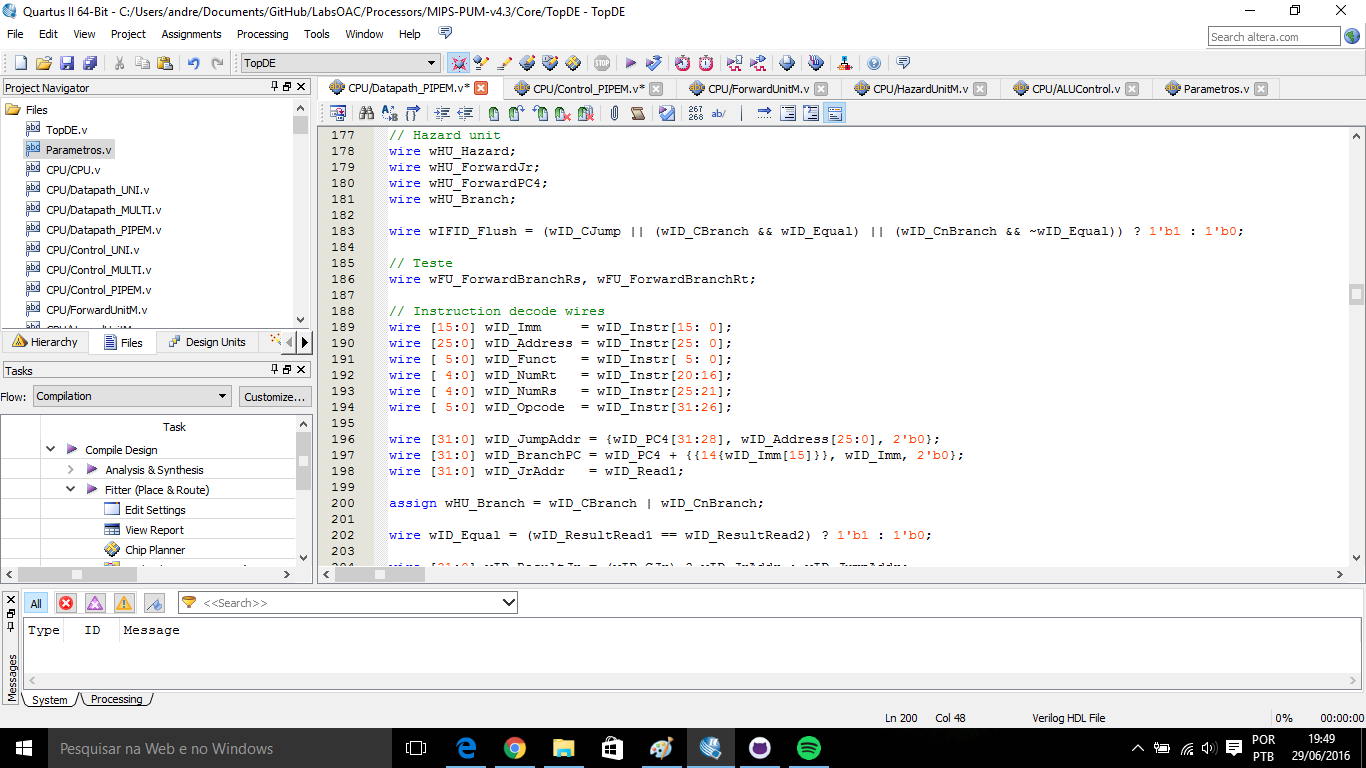 Quartus II 64-Bit - C:/Users/andre/Documents/GitHub/LabsOAC/Processors/MIPS-PUM-v4.3/Core/TopDE - TopDE
File Edit View Project Assignments Processing Tools Window Help
Search altera.com
TopDE
Project Navigator
Files
TopDE.v
Parametros.v
CPU/CPU.v
CPU/Datapath_UNI.v
CPU/Datapath_MULTI.v
CPU/Datapath_PIPEM.v
CPU/Control_UNI.v
CPU/Control_MULTI.v
CPU/Control_PIPEM.v
CPU/ForwardUnitM.v
Hierarchy Files Design Units
Tasks
Flow: Compilation Customize...
Task
Compile Design
Analysis & Synthesis
Fitter (Place & Route)
Edit Settings
View Report
Chip Planner
CPU/Datapath_PIPEM.v* CPU/Control_PIPEM.v* CPU/ForwardUnitM.v CPU/HazardUnitM.v CPU/ALUControl.v Parametros.v
267
268 ab/
177 // Hazard unit
178 wire wHU_Hazard;
179 wire wHU_ForwardJr;
180 wire wHU_ForwardPC4;
181 wire wHU_Branch;
182
183 wire wIFID_Flush = (wID_CJump || (wID_CBranch && wID_Equal) || (wID_CnBranch && ~wID_Equal)) ? 1'b1 : 1'b0;
184
185 // Teste
186 wire wFU_ForwardBranchRs, wFU_ForwardBranchRt;
187
188 // Instruction decode wires
189 wire [15:0] wID_Imm = wID_Instr[15: 0];
190 wire [25:0] wID_Address = wID_Instr[25: 0];
191 wire [ 5:0] wID_Funct = wID_Instr[ 5: 0];
192 wire [ 4:0] wID_NumRt = wID_Instr[20:16];
193 wire [ 4:0] wID_NumRs = wID_Instr[25:21];
194 wire [ 5:0] wID_Opcode = wID_Instr[31:26];
195
196 wire [31:0] wID_JumpAddr = {wID_PC4[31:28], wID_Address[25:0], 2'b0};
197 wire [31:0] wID_BranchPC = wID_PC4 + {{14{wID_Imm[15]}}, wID_Imm, 2'b0};
198 wire [31:0] wID_JrAddr = wID_Read1;
199
200 assign wHU_Branch = wID_CBranch | wID_CnBranch;
201
202 wire wID_Equal = (wID_ResultRead1 == wID_ResultRead2) ? 1'b1 : 1'b0;
203
All <<Search>>
Type ID Message
Messages
System Processing
Ln 200 Col 48 Verilog HDL File 0% 00:00:00
Pesquisar na Web e no Windows
POR
PTB
19:49
29/06/2016